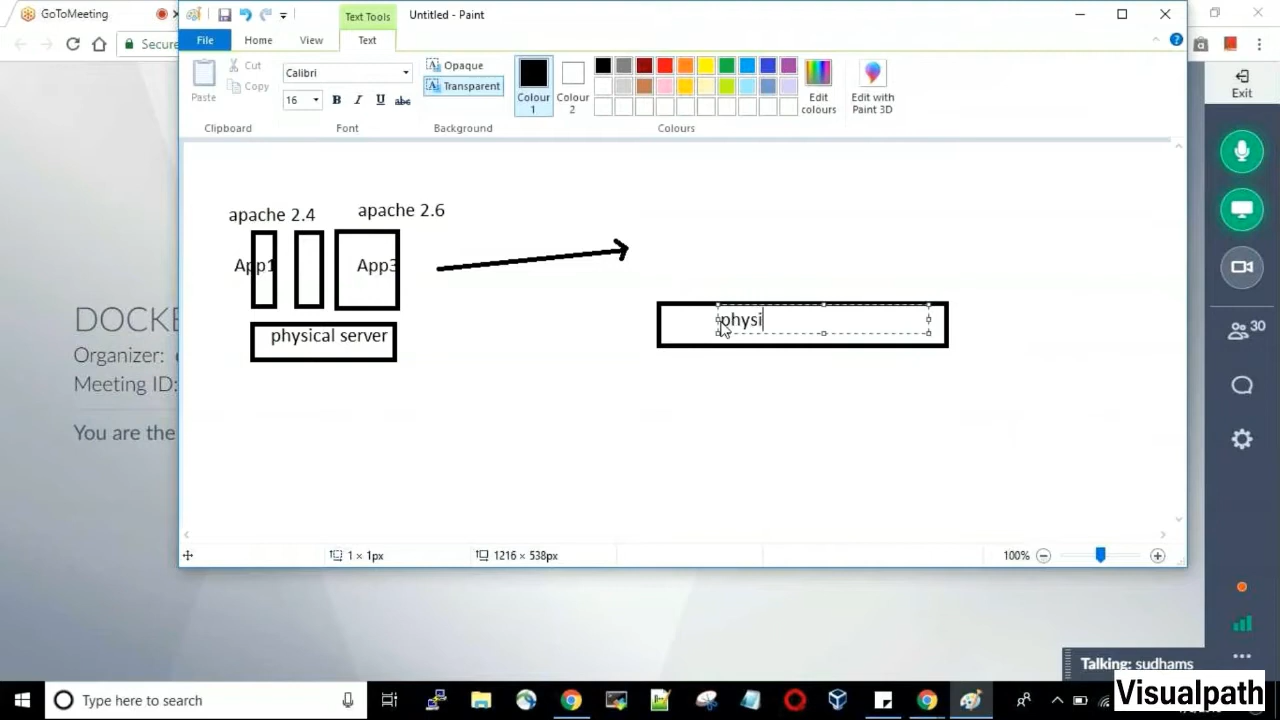 GoToMeeting
Untitled - Paint
Text Tools
File
Home
View
Text
Secure
Exit
Paste
Cut
Copy
Calibri
16
B I U abc
Opaque
Transparent
Colour 1
Colour 2
Edit colours
Edit with Paint 3D
Clipboard
Font
Background
Colours
apache 2.4
apache 2.6
App1
App3
physical server
physi
DOCKE
Organizer:
Meeting ID:
You are the
30
1 × 1px
1216 × 538px
100%
Talking: sudhams
Type here to search
Visualpath